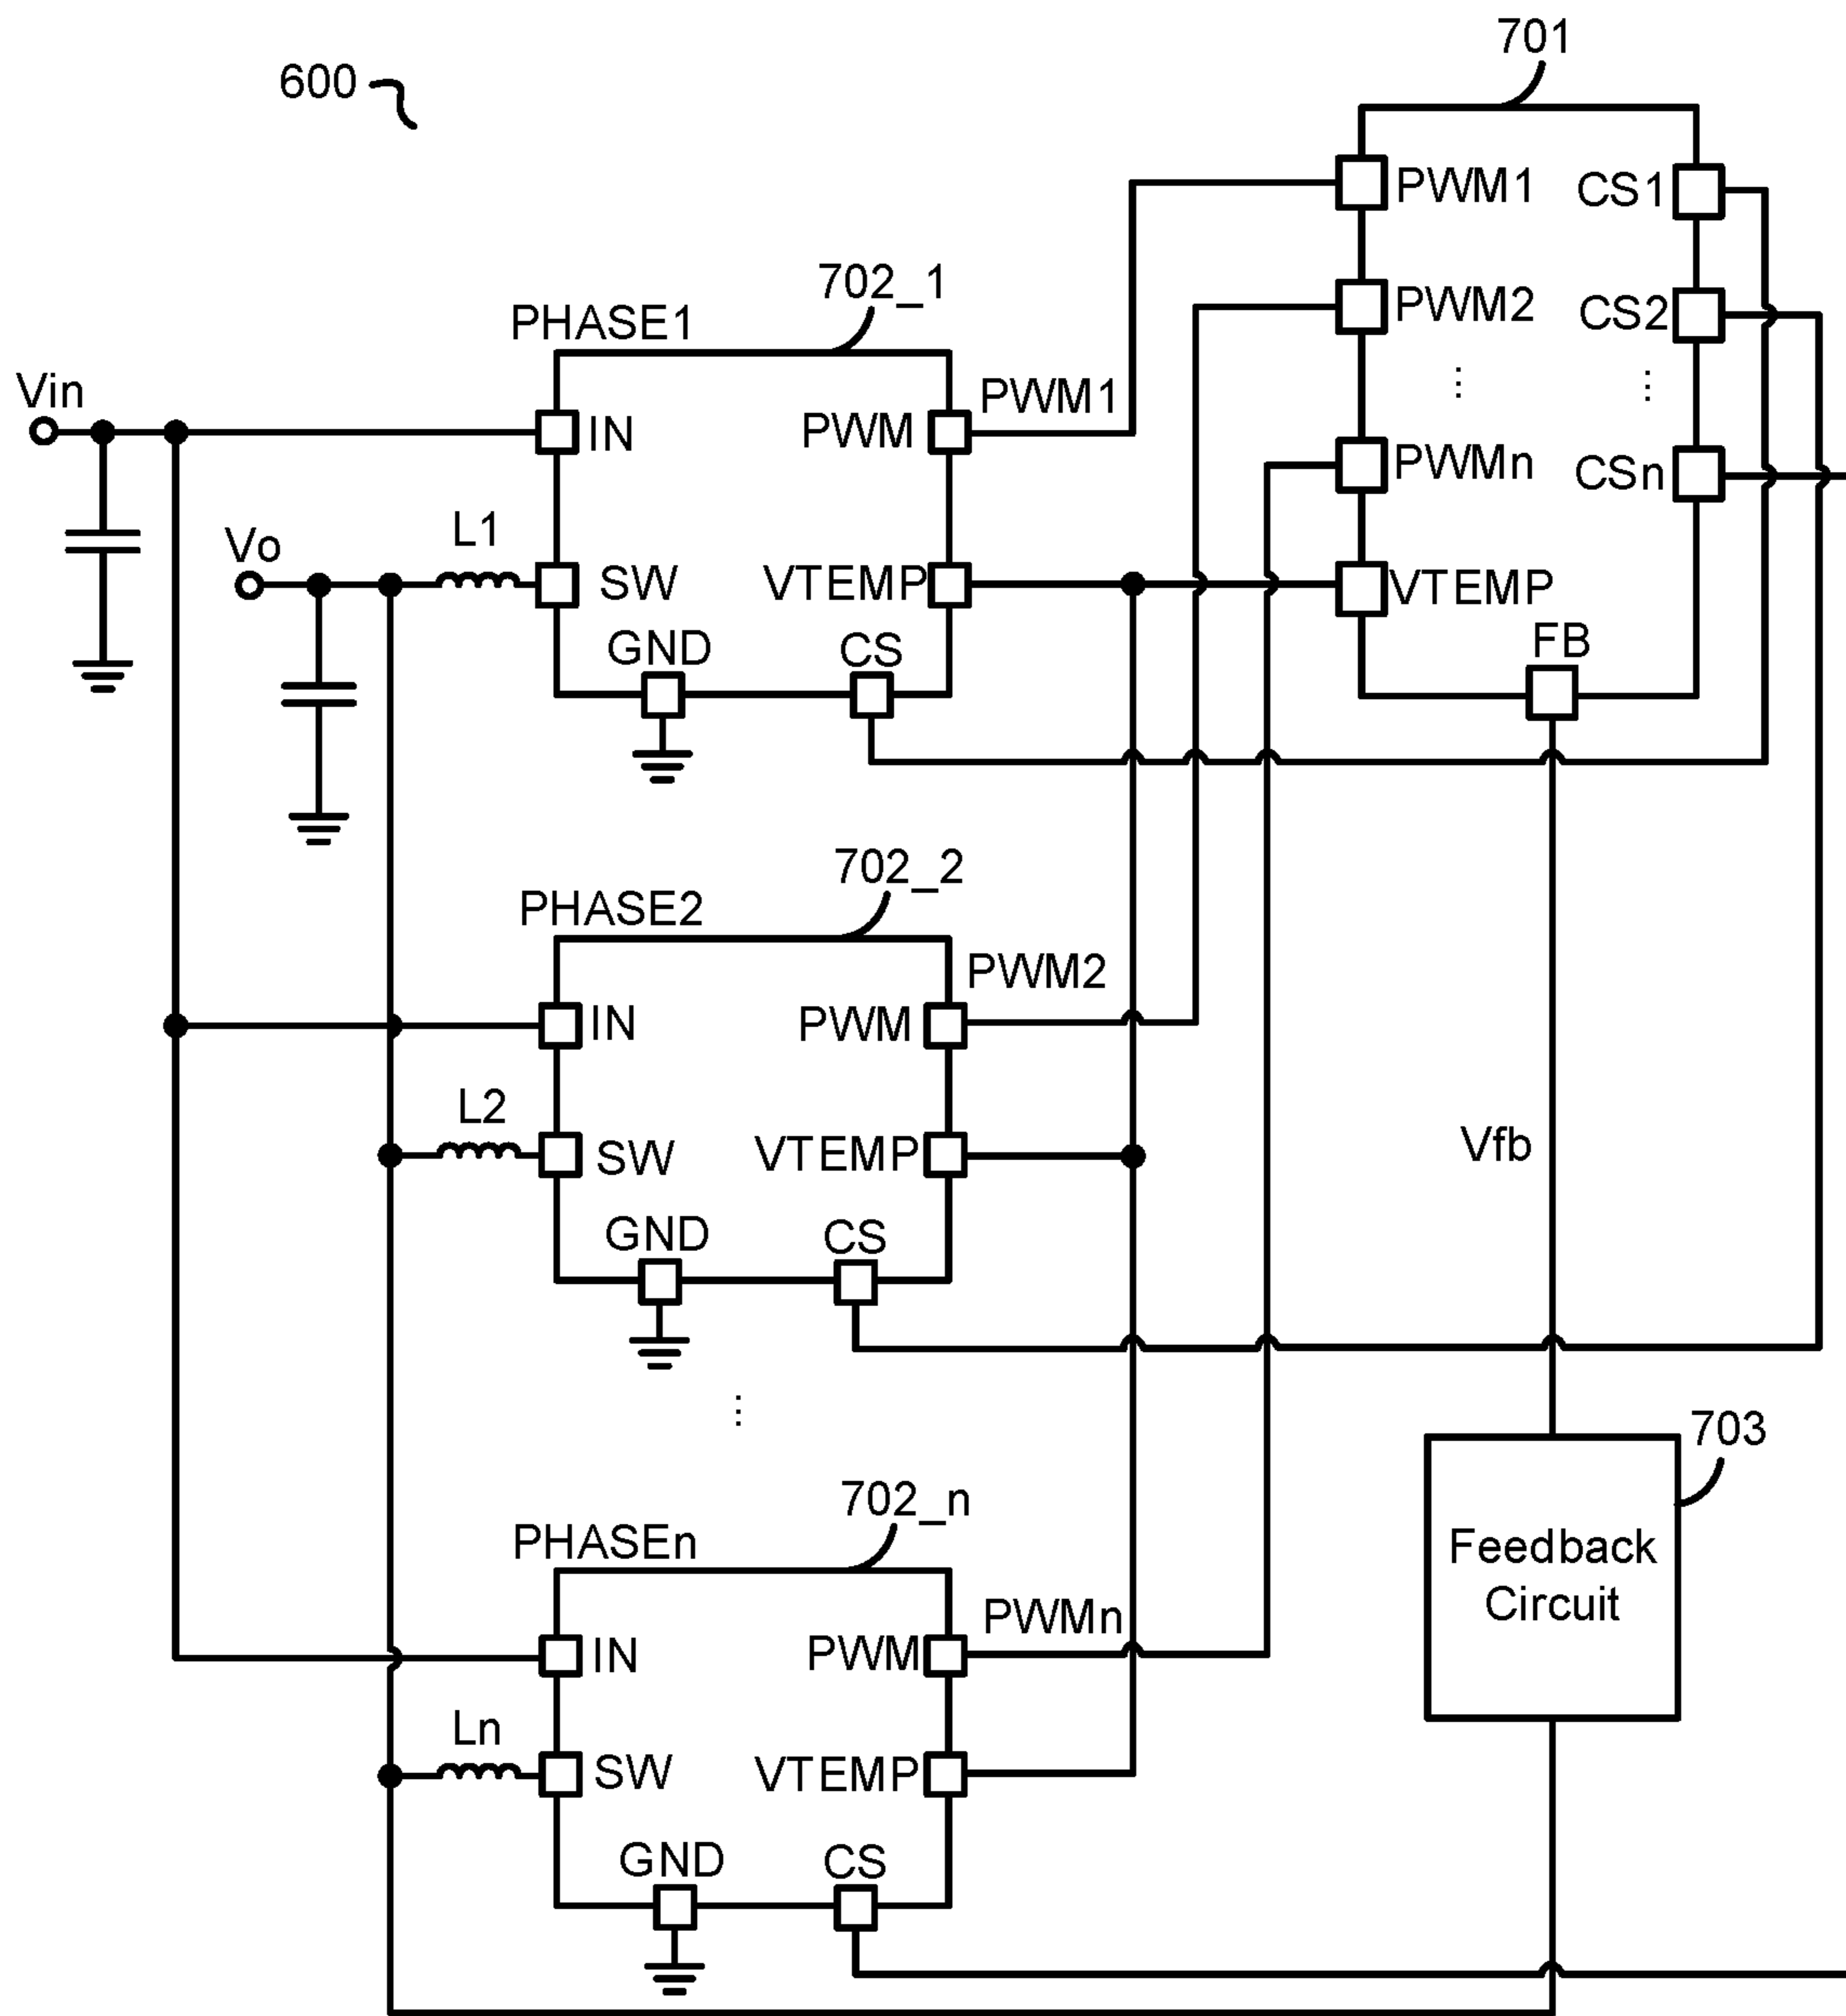 600
701
PWM1
CS1
PWM2
CS2
⋮
⋮
PWMn
CSn
VTEMP
FB
702_1
PHASE1
Vin
IN
PWM
PWM1
Vo
L1
SW
VTEMP
GND
CS
702_2
PHASE2
IN
PWM
PWM2
L2
SW
VTEMP
GND
CS
Vfb
⋮
703
Feedback
Circuit
702_n
PHASEn
IN
PWM
PWMn
Ln
SW
VTEMP
GND
CS